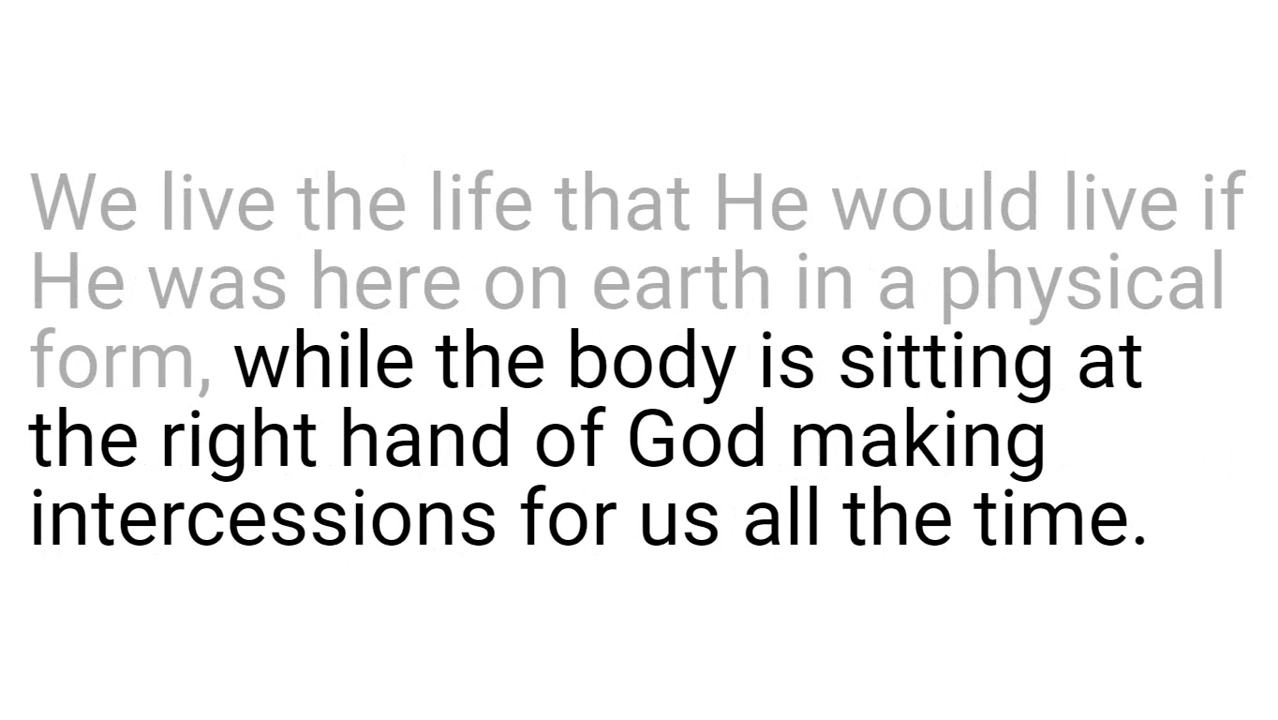 We live the life that He would live if
He was here on earth in a physical
form, while the body is sitting at
the right hand of God making
intercessions for us all the time.